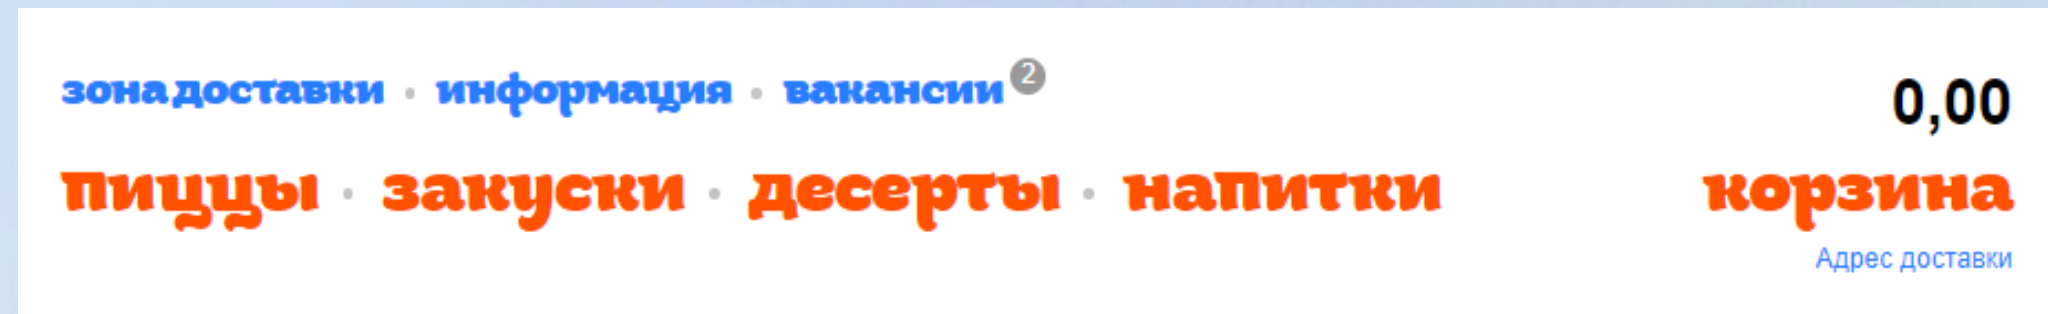 зона доставки · информация · вакансии 2
0,00
пиццы · закуски · десерты · напитки
корзина
Адрес доставки